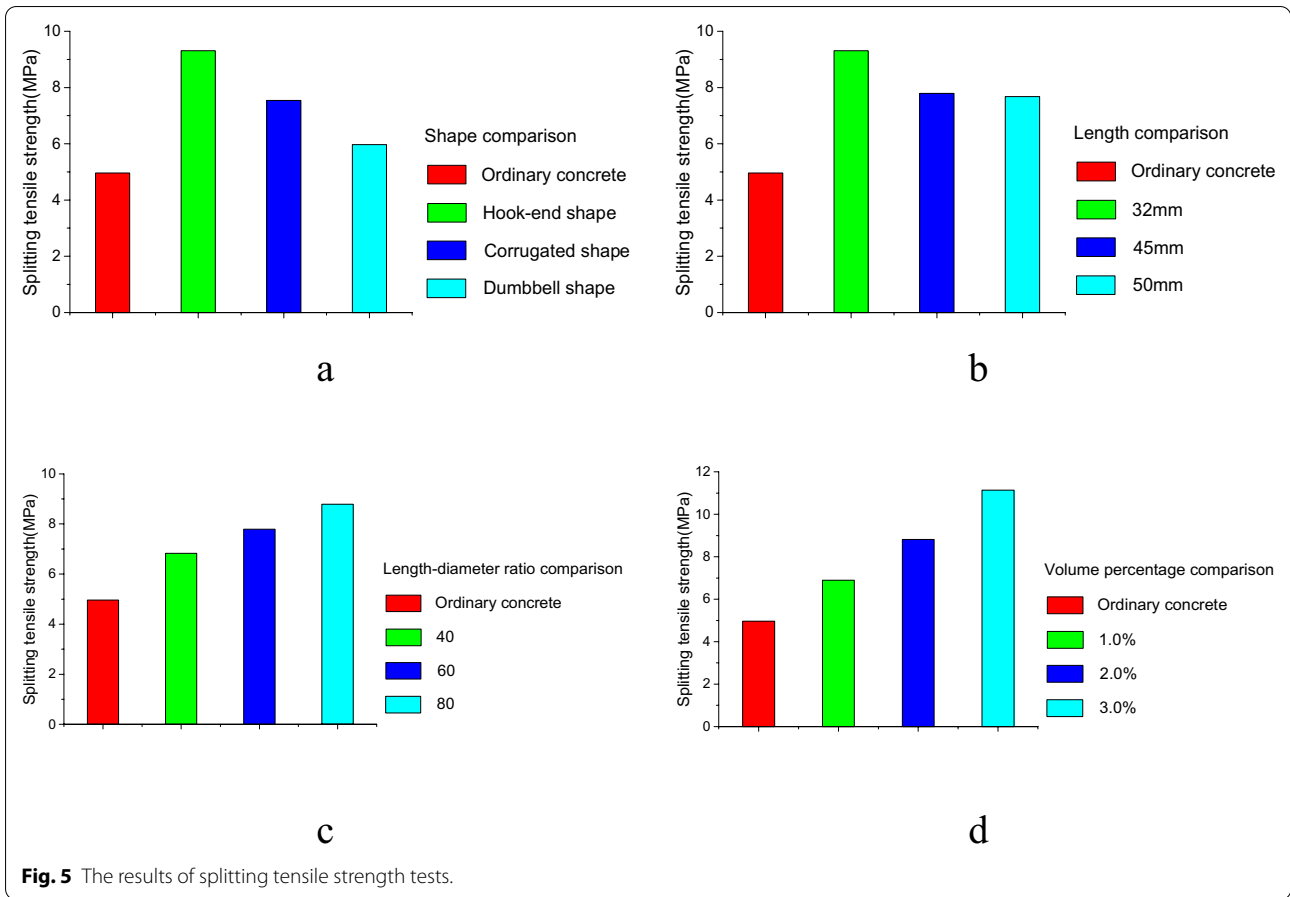 Splitting tensile strength(MPa)
10
8
6
4
2
0
Shape comparison
Ordinary concrete
Hook-end shape
Corrugated shape
Dumbbell shape
a
Splitting tensile strength(MPa)
10
8
6
4
2
0
Length comparison
Ordinary concrete
32mm
45mm
50mm
b
Splitting tensile strength(MPa)
10
8
6
4
2
0
Length-diameter ratio comparison
Ordinary concrete
40
60
80
c
Splitting tensile strength(MPa)
12
10
8
6
4
2
0
Volume percentage comparison
Ordinary concrete
1.0%
2.0%
3.0%
d
Fig. 5 The results of splitting tensile strength tests.